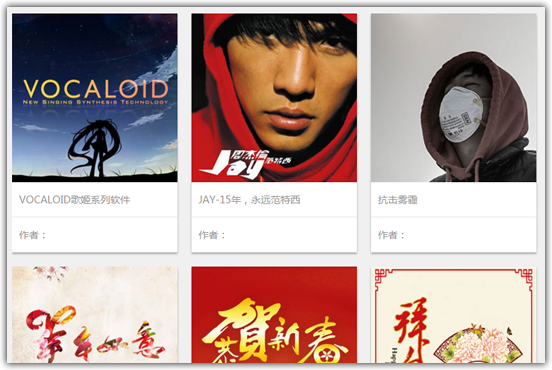 VOCALOID
NEW SINGING SYNTHESIS TECHNOLOGY
周杰倫
Jay
范特西
VOCALOID歌姬系列软件
JAY-15年，永远范特西
抗击雾霾
作者：
作者：
作者：
羊年如意
恭
贺新春
拜